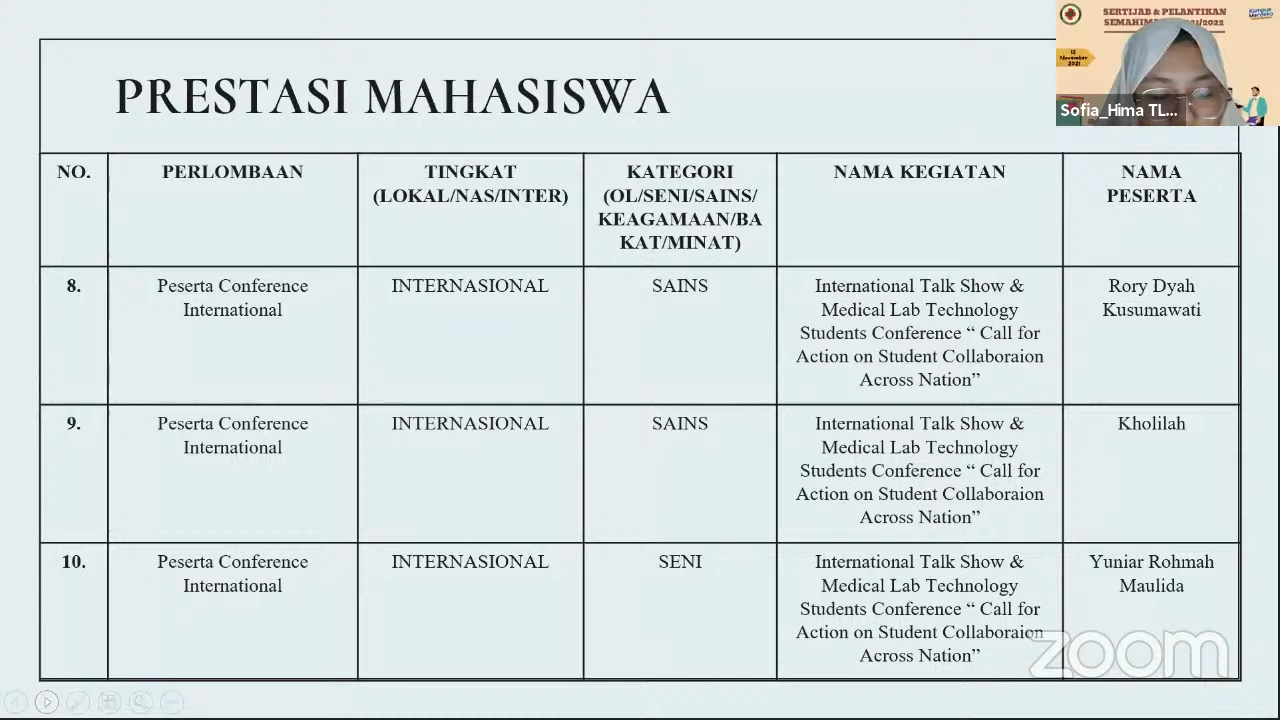 SERTIJAB & PELANTIKAN
12
November
2021
Sofia_Hima TL...
PRESTASI MAHASISWA
NO.
PERLOMBAAN
TINGKAT
(LOKAL/NAS/INTER)
KATEGORI
(OL/SENI/SAINS/
KEAGAMAAN/BA
KAT/MINAT)
NAMA KEGIATAN
NAMA
PESERTA
8.
Peserta Conference
International
INTERNASIONAL
SAINS
International Talk Show &
Medical Lab Technology
Students Conference “ Call for
Action on Student Collaboraion
Across Nation”
Rory Dyah
Kusumawati
9.
Peserta Conference
International
INTERNASIONAL
SAINS
International Talk Show &
Medical Lab Technology
Students Conference “ Call for
Action on Student Collaboraion
Across Nation”
Kholilah
10.
Peserta Conference
International
INTERNASIONAL
SENI
International Talk Show &
Medical Lab Technology
Students Conference “ Call for
Action on Student Collaboraion
Across Nation”
Yuniar Rohmah
Maulida
zoom